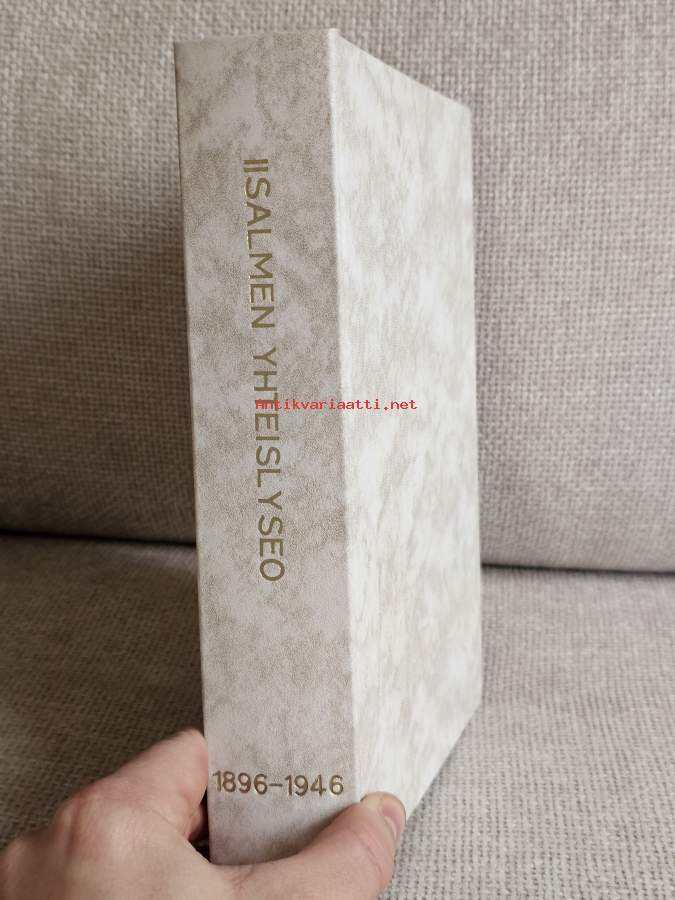 IISALMEN YHTEISLYSEO
antikvariaatti.net
1896-1946